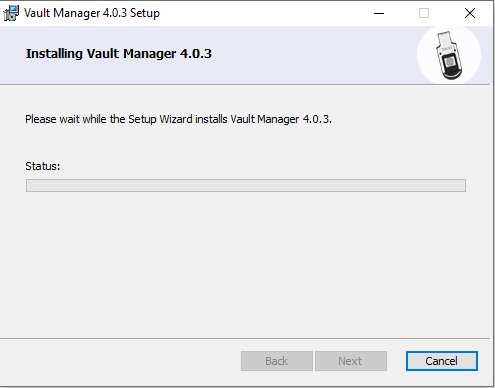 Vault Manager 4.0.3 Setup
Installing Vault Manager 4.0.3
Please wait while the Setup Wizard installs Vault Manager 4.0.3.
Status:
Back Next Cancel